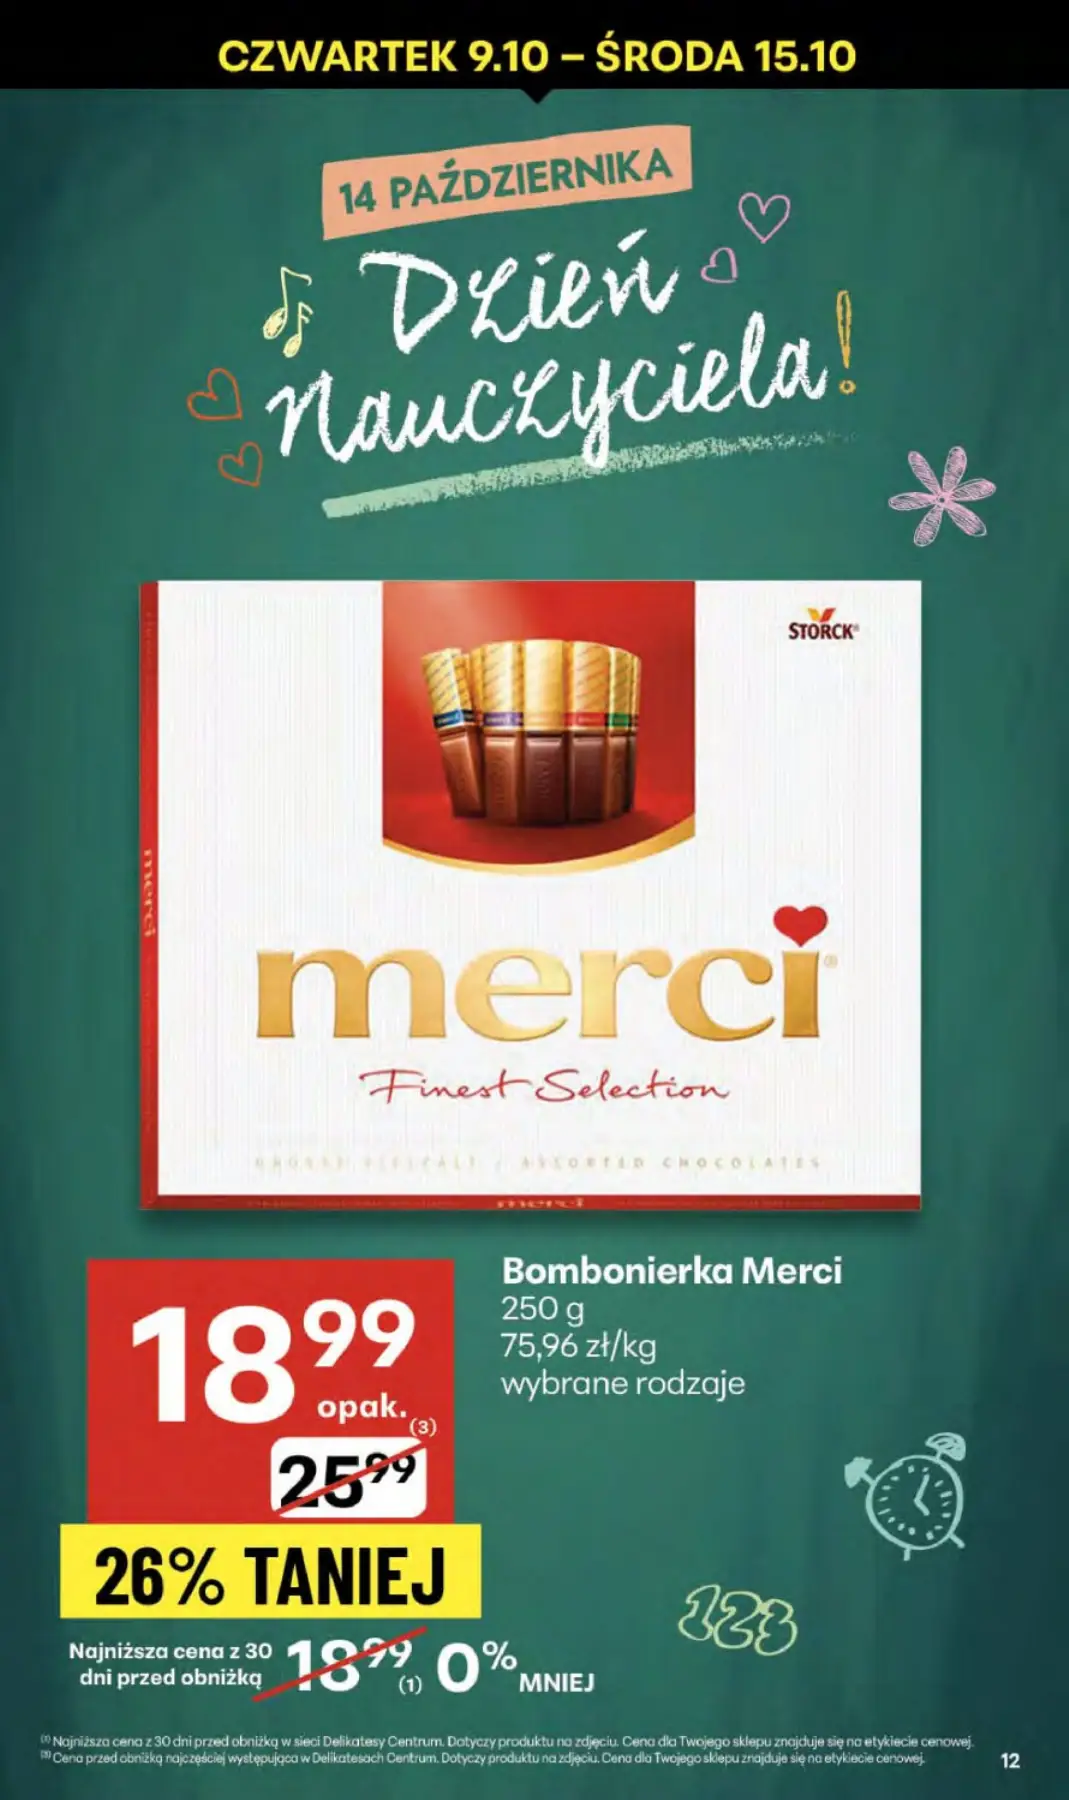 CZWARTEK 9.10 – ŚRODA 15.10
14 PAŹDZIERNIKA
Dzień
Nauczyciela!
STORCK®
merci
merci®
Finest Selection
GROSSE VIELFALT / ASSORTED CHOCOLATES
merci
Bombonierka Merci
250 g
75,96 zł/kg
wybrane rodzaje
18 99
opak.
(3)
25 99
26% TANIEJ
Najniższa cena z 30
dni przed obniżką
18 99
(1)
0% MNIEJ
123
(1) Najniższa cena z 30 dni przed obniżką w sieci Delikatesy Centrum. Dotyczy produktu na zdjęciu. Cena dla Twojego sklepu znajduje się na etykiecie cenowej.
(3) Cena przed obniżką najczęściej występująca w Delikatesach Centrum. Dotyczy produktu na zdjęciu. Cena dla Twojego sklepu znajduje się na etykiecie cenowej.
12